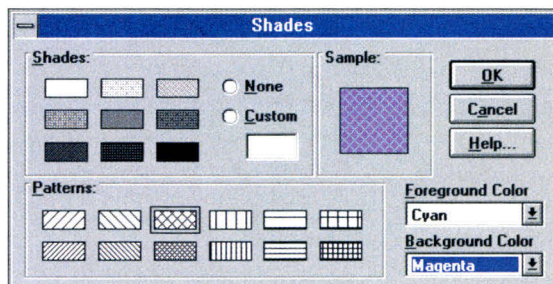 Shades
Shades:
None
Custom
Sample:
OK
Cancel
Help...
Patterns:
Foreground Color
Cyan
Background Color
Magenta